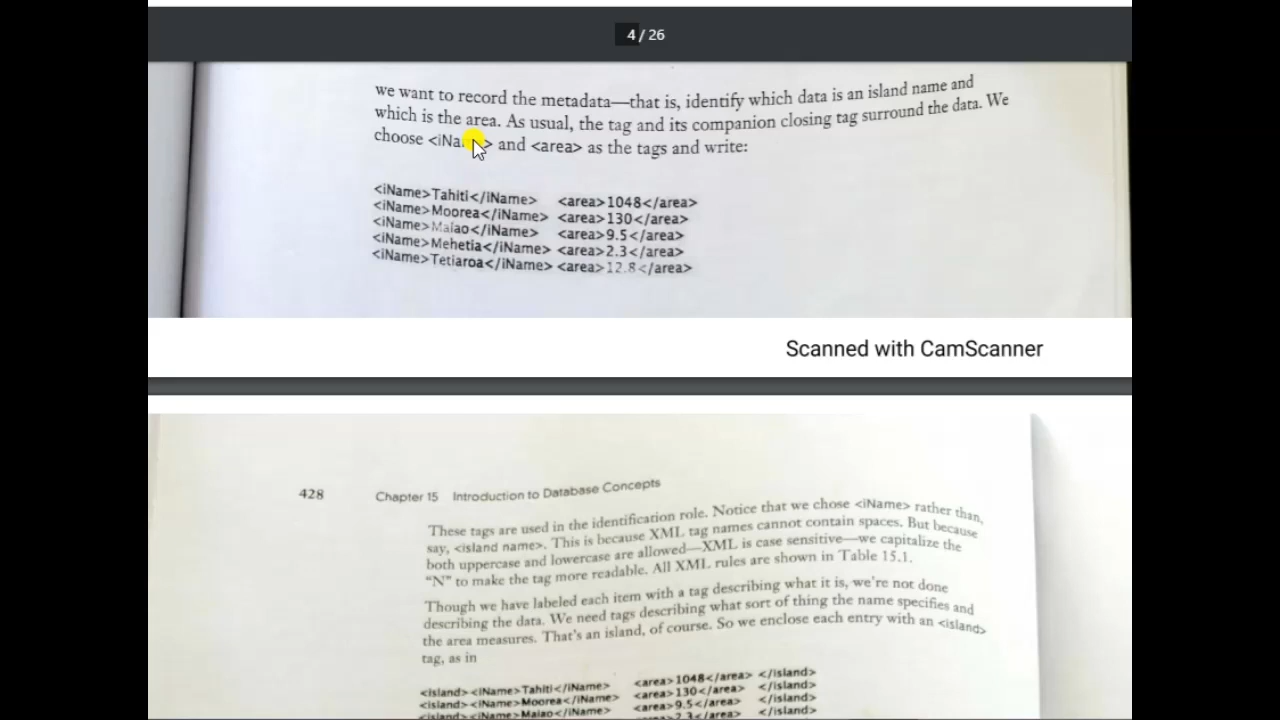 4 / 26
we want to record the metadata—that is, identify which data is an island name and
which is the area. As usual, the tag and its companion closing tag surround the data. We
choose <iNa > and <area> as the tags and write:
<iName>Tahiti</iName> <area>1048</area>
<iName>Moorea</iName> <area>130</area>
<iName>Maiao</iName> <area>9.5</area>
<iName>Mehetia</iName> <area>2.3</area>
<iName>Tetiaroa</iName> <area>12.8</area>
Scanned with CamScanner
428 Chapter 15 Introduction to Database Concepts
These tags are used in the identification role. Notice that we chose <iName> rather than,
say, <island name>. This is because XML tag names cannot contain spaces. But because
both uppercase and lowercase are allowed—XML is case sensitive—we capitalize the
"N" to make the tag more readable. All XML rules are shown in Table 15.1.
Though we have labeled each item with a tag describing what it is, we're not done
describing the data. We need tags describing what sort of thing the name specifies and
the area measures. That's an island, of course. So we enclose each entry with an <island>
tag, as in
<island> <iName>Tahiti</iName> <area>1048</area> </island>
<island> <iName>Moorea</iName> <area>130</area> </island>
<island> <iName>Maiao</iName> <area>9.5</area> </island>
<area>2.3</area> </island>